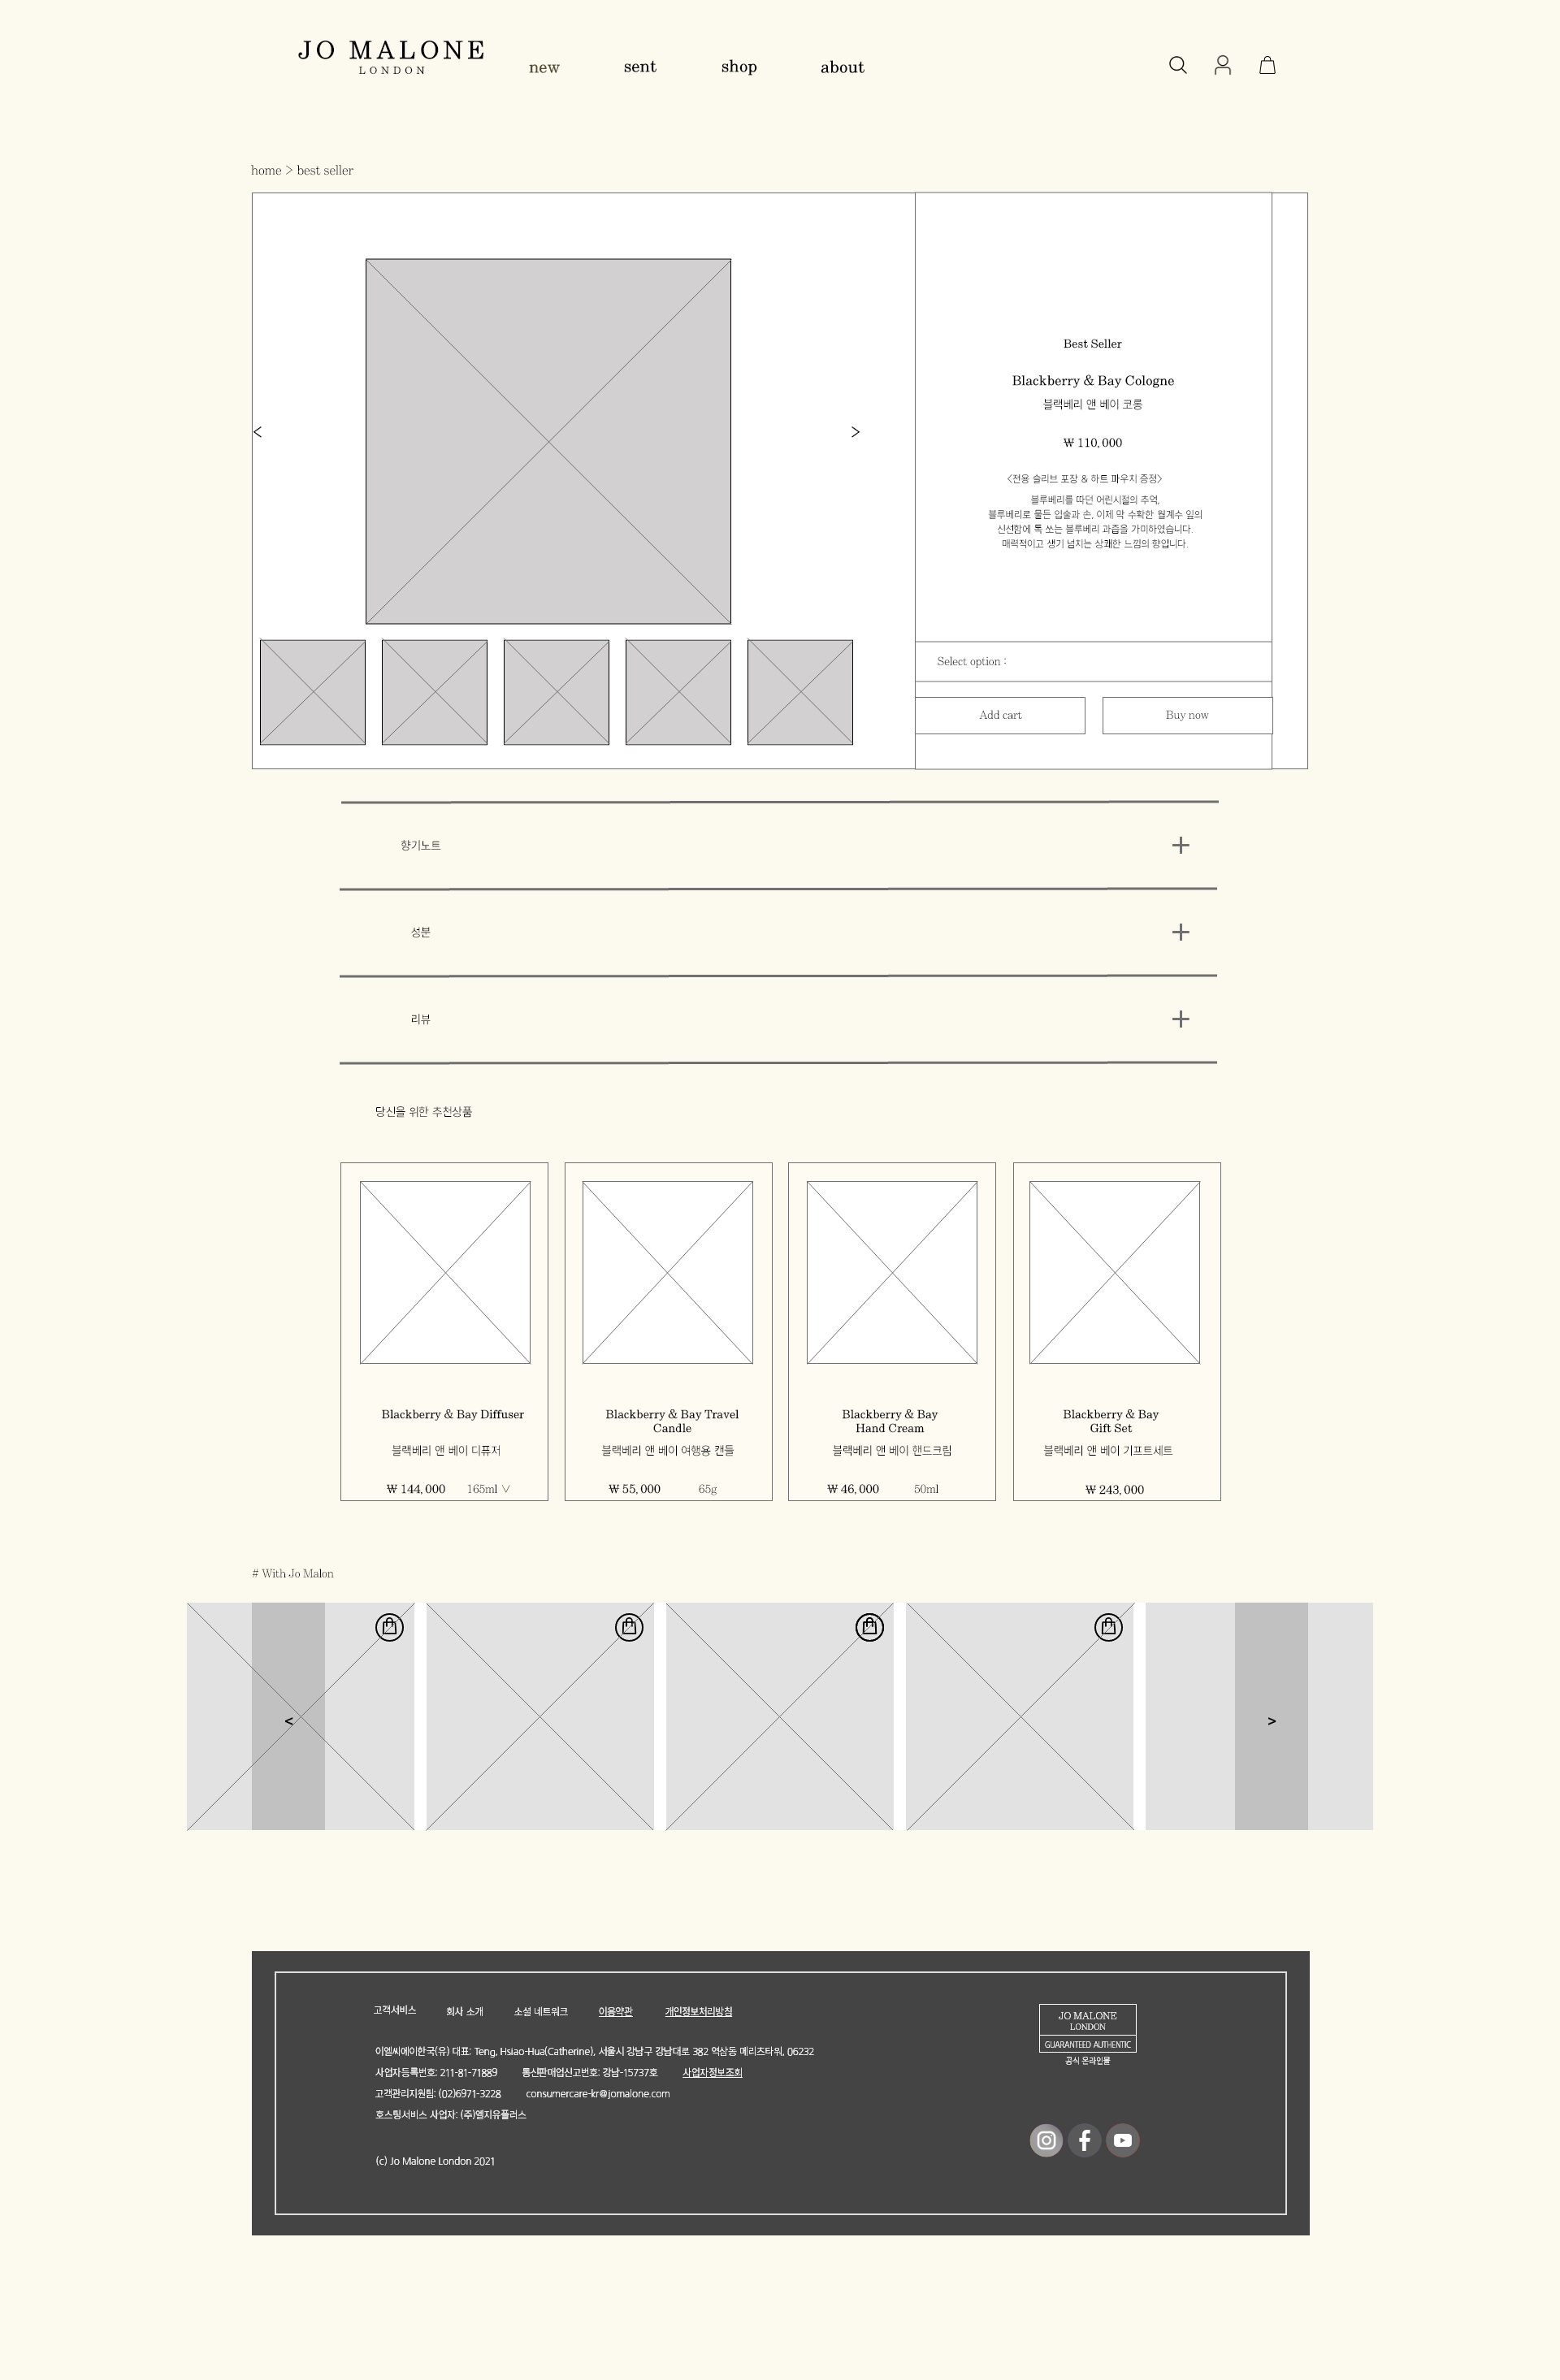 JO MALONE
LONDON
new sent shop about
home > best seller
<
>
Best Seller
Blackberry & Bay Cologne
블랙베리 앤 베이 코롱
₩ 110,000
<전용 슬리브 포장 & 하트 파우치 증정>
블루베리를 따던 어린시절의 추억,
블루베리로 물든 입술과 손, 이제 막 수확한 월계수 잎의
신선함에 톡 쏘는 블루베리 과즙을 가미하였습니다.
매력적이고 생기 넘치는 상쾌한 느낌의 향입니다.
Select option :
Add cart
Buy now
향기노트 +
성분 +
리뷰 +
당신을 위한 추천상품
Blackberry & Bay Diffuser
블랙베리 앤 베이 디퓨저
₩ 144,000 165ml ∨
Blackberry & Bay Travel
Candle
블랙베리 앤 베이 여행용 캔들
₩ 55,000 65g
Blackberry & Bay
Hand Cream
블랙베리 앤 베이 핸드크림
₩ 46,000 50ml
Blackberry & Bay
Gift Set
블랙베리 앤 베이 기프트세트
₩ 243,000
# With Jo Malon
<
>
고객서비스 회사 소개 소셜 네트워크 이용약관 개인정보처리방침
이엘씨에이한국(유) 대표: Teng, Hsiao-Hua(Catherine), 서울시 강남구 강남대로 382 역삼동 메리츠타워, 06232
사업자등록번호: 211-81-71889 통신판매업신고번호: 강남-15737호 사업자정보조회
고객관리지원팀: (02)6971-3228 consumercare-kr@jomalone.com
호스팅서비스 사업자: (주)엘지유플러스
(c) Jo Malone London 2021
JO MALONE
LONDON
GUARANTEED AUTHENTIC
공식 온라인몰